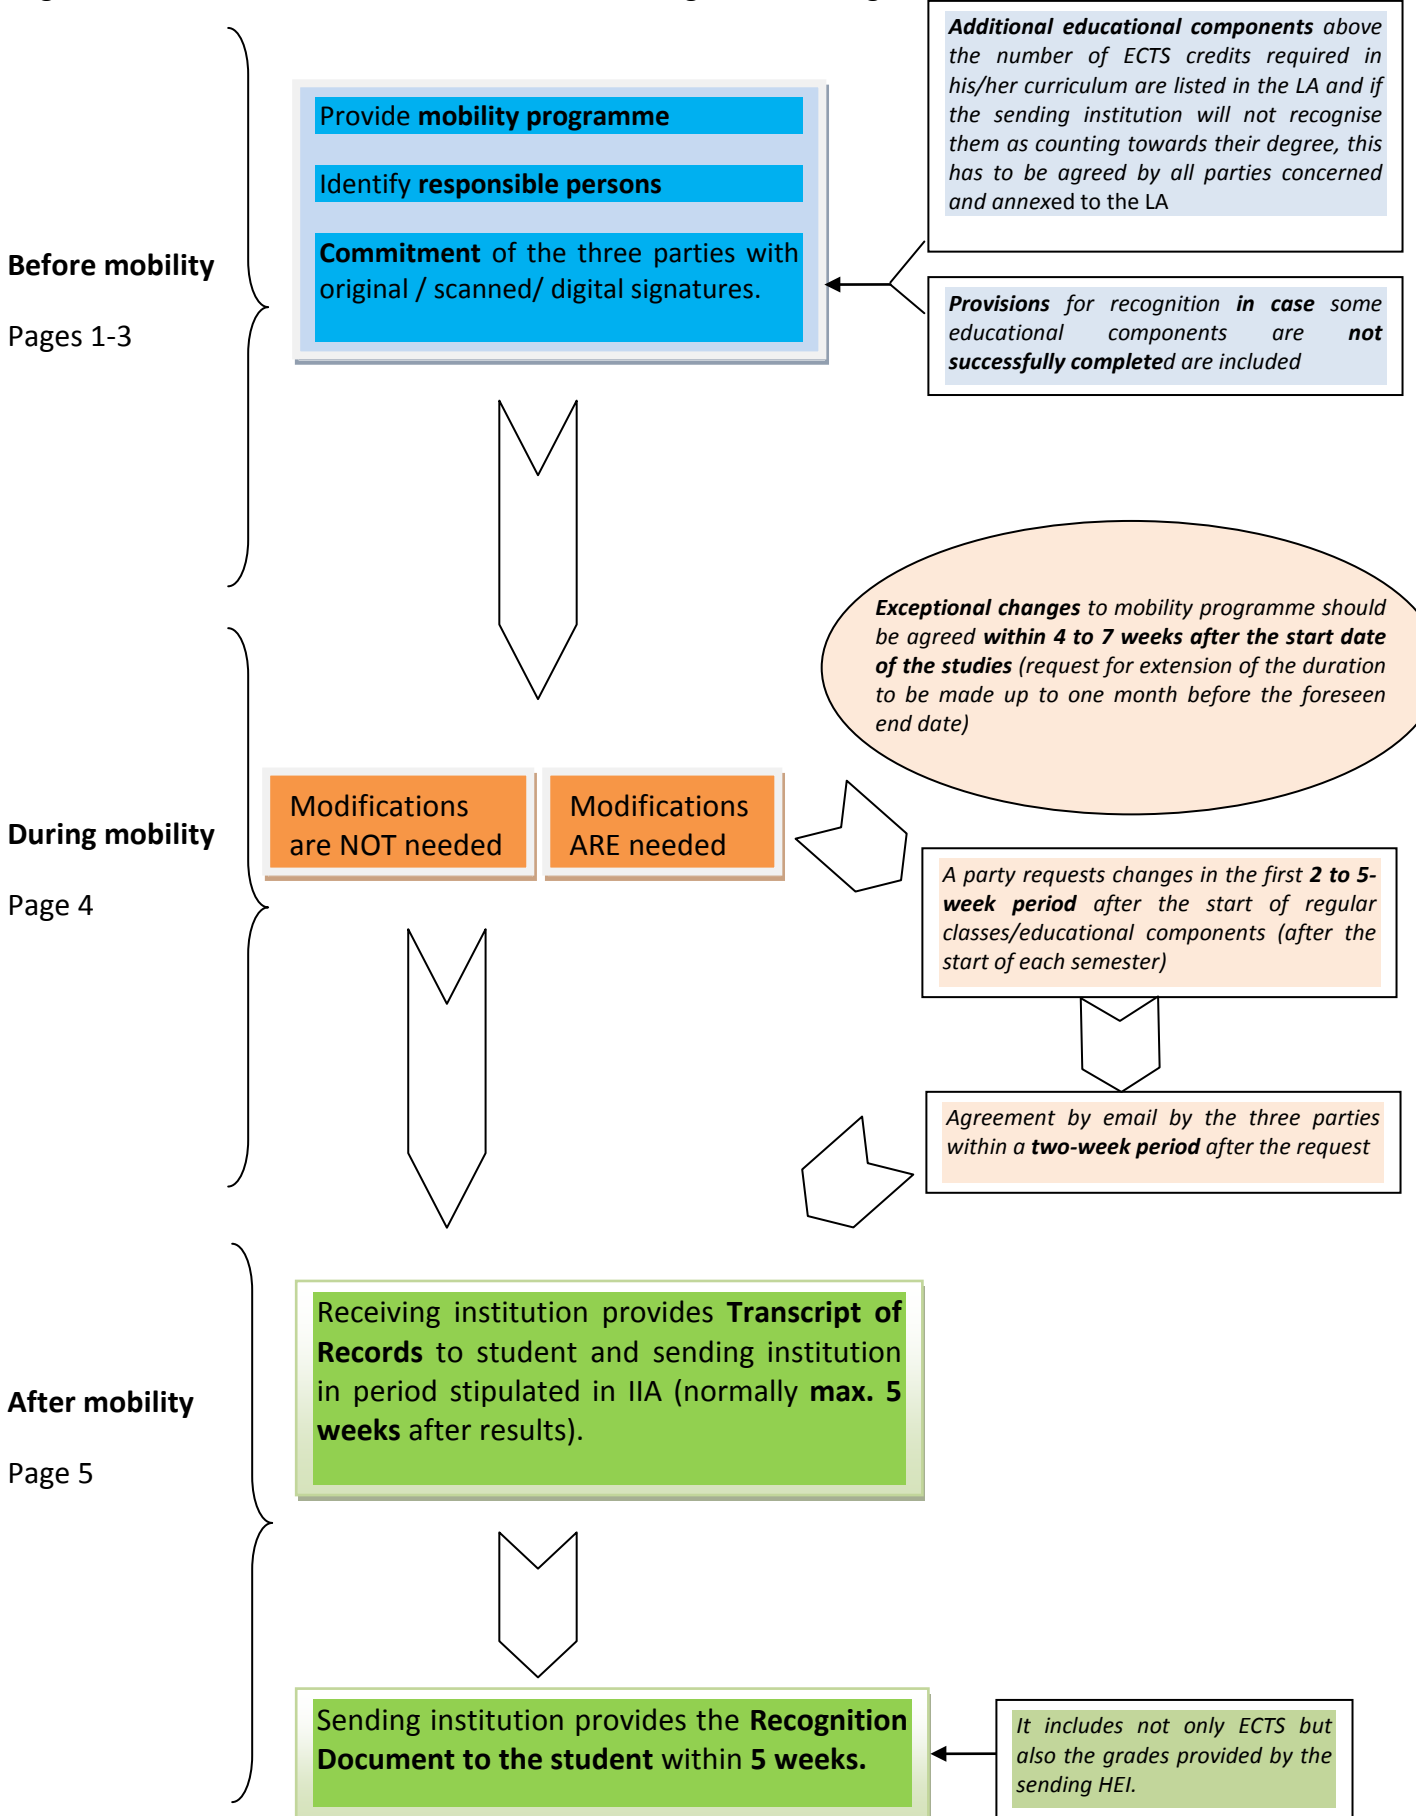 Additional educational components above
the number of ECTS credits required in
his/her curriculum are listed in the LA and if
the sending institution will not recognise
them as counting towards their degree, this
has to be agreed by all parties concerned
and annexed to the LA
Provide mobility programme
Identify responsible persons
Commitment of the three parties with
original / scanned/ digital signatures.
Before mobility
Pages 1-3
Provisions for recognition in case some
educational components are not
successfully completed are included
Exceptional changes to mobility programme should
be agreed within 4 to 7 weeks after the start date
of the studies (request for extension of the duration
to be made up to one month before the foreseen
end date)
During mobility
Page 4
Modifications
are NOT needed
Modifications
ARE needed
A party requests changes in the first 2 to 5-
week period after the start of regular
classes/educational components (after the
start of each semester)
Agreement by email by the three parties
within a two-week period after the request
After mobility
Page 5
Receiving institution provides Transcript of
Records to student and sending institution
in period stipulated in IIA (normally max. 5
weeks after results).
Sending institution provides the Recognition
Document to the student within 5 weeks.
It includes not only ECTS but
also the grades provided by the
sending HEI.